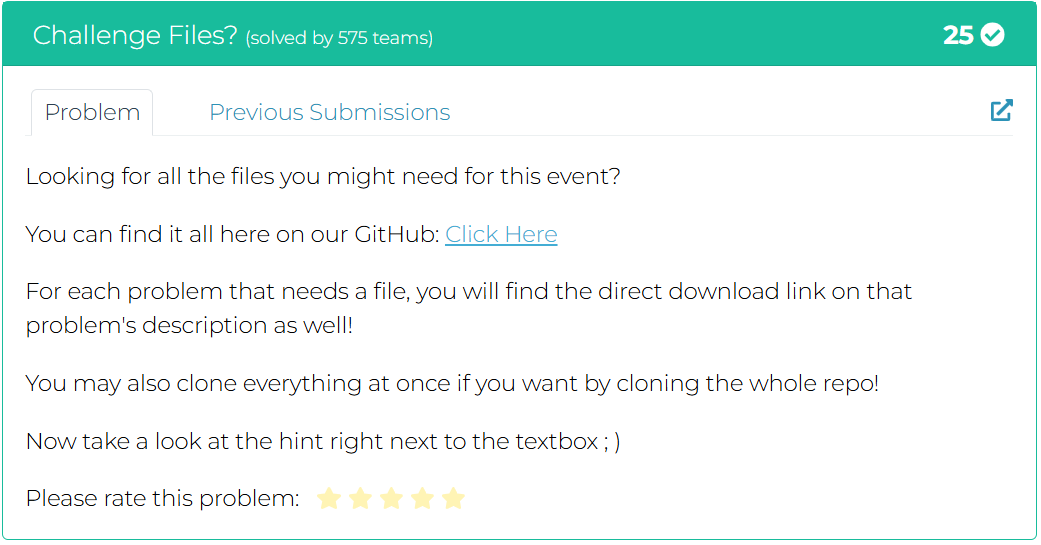 Challenge Files? (solved by 575 teams)
25
Problem
Previous Submissions
Looking for all the files you might need for this event?
You can find it all here on our GitHub: Click Here
For each problem that needs a file, you will find the direct download link on that
problem's description as well!
You may also clone everything at once if you want by cloning the whole repo!
Now take a look at the hint right next to the textbox ; )
Please rate this problem: